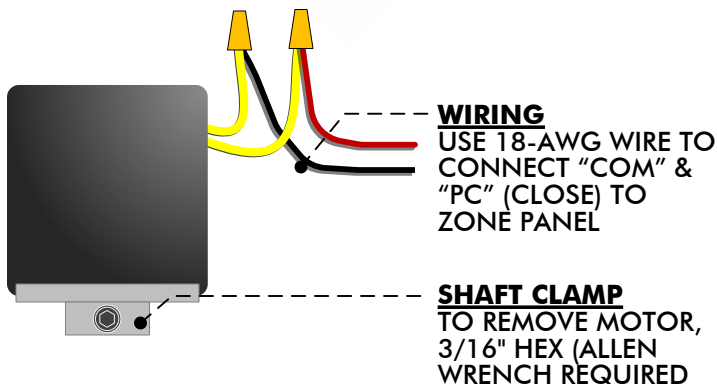 WIRING
USE 18-AWG WIRE TO
CONNECT “COM” &
“PC” (CLOSE) TO
ZONE PANEL
SHAFT CLAMP
TO REMOVE MOTOR,
3/16" HEX (ALLEN
WRENCH REQUIRED